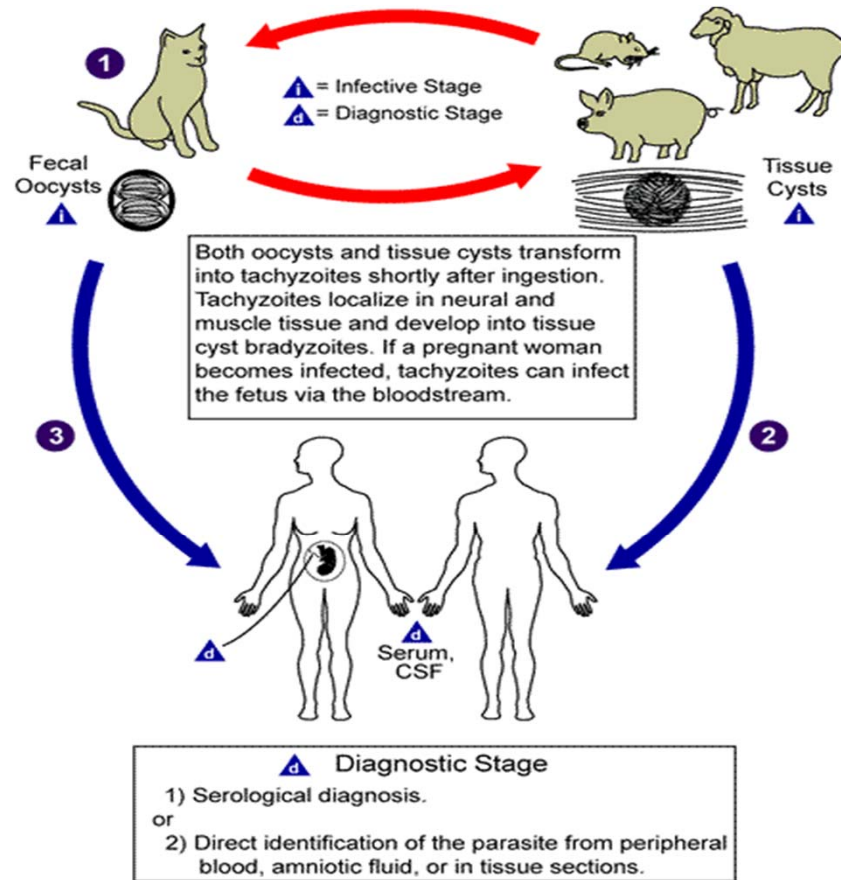 1
i = Infective Stage
d = Diagnostic Stage
Fecal
Oocysts
i
Tissue
Cysts
i
Both oocysts and tissue cysts transform
into tachyzoites shortly after ingestion.
Tachyzoites localize in neural and
muscle tissue and develop into tissue
cyst bradyzoites. If a pregnant woman
becomes infected, tachyzoites can infect
the fetus via the bloodstream.
3
2
d
d
Serum,
CSF
d Diagnostic Stage
1) Serological diagnosis.
or
2) Direct identification of the parasite from peripheral
blood, amniotic fluid, or in tissue sections.